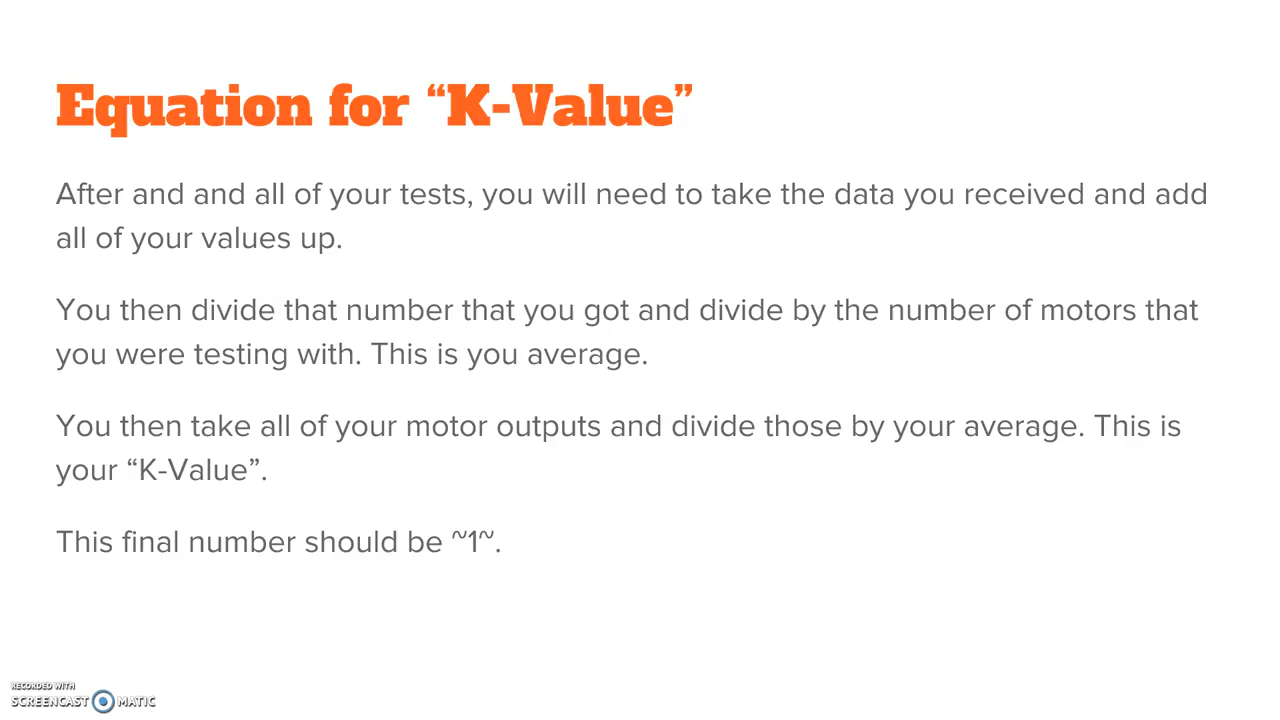 Equation for “K-Value”
After and and all of your tests, you will need to take the data you received and add
all of your values up.
You then divide that number that you got and divide by the number of motors that
you were testing with. This is you average.
You then take all of your motor outputs and divide those by your average. This is
your “K-Value”.
This final number should be ~1~.
RECORDED WITH
SCREENCAST MATIC